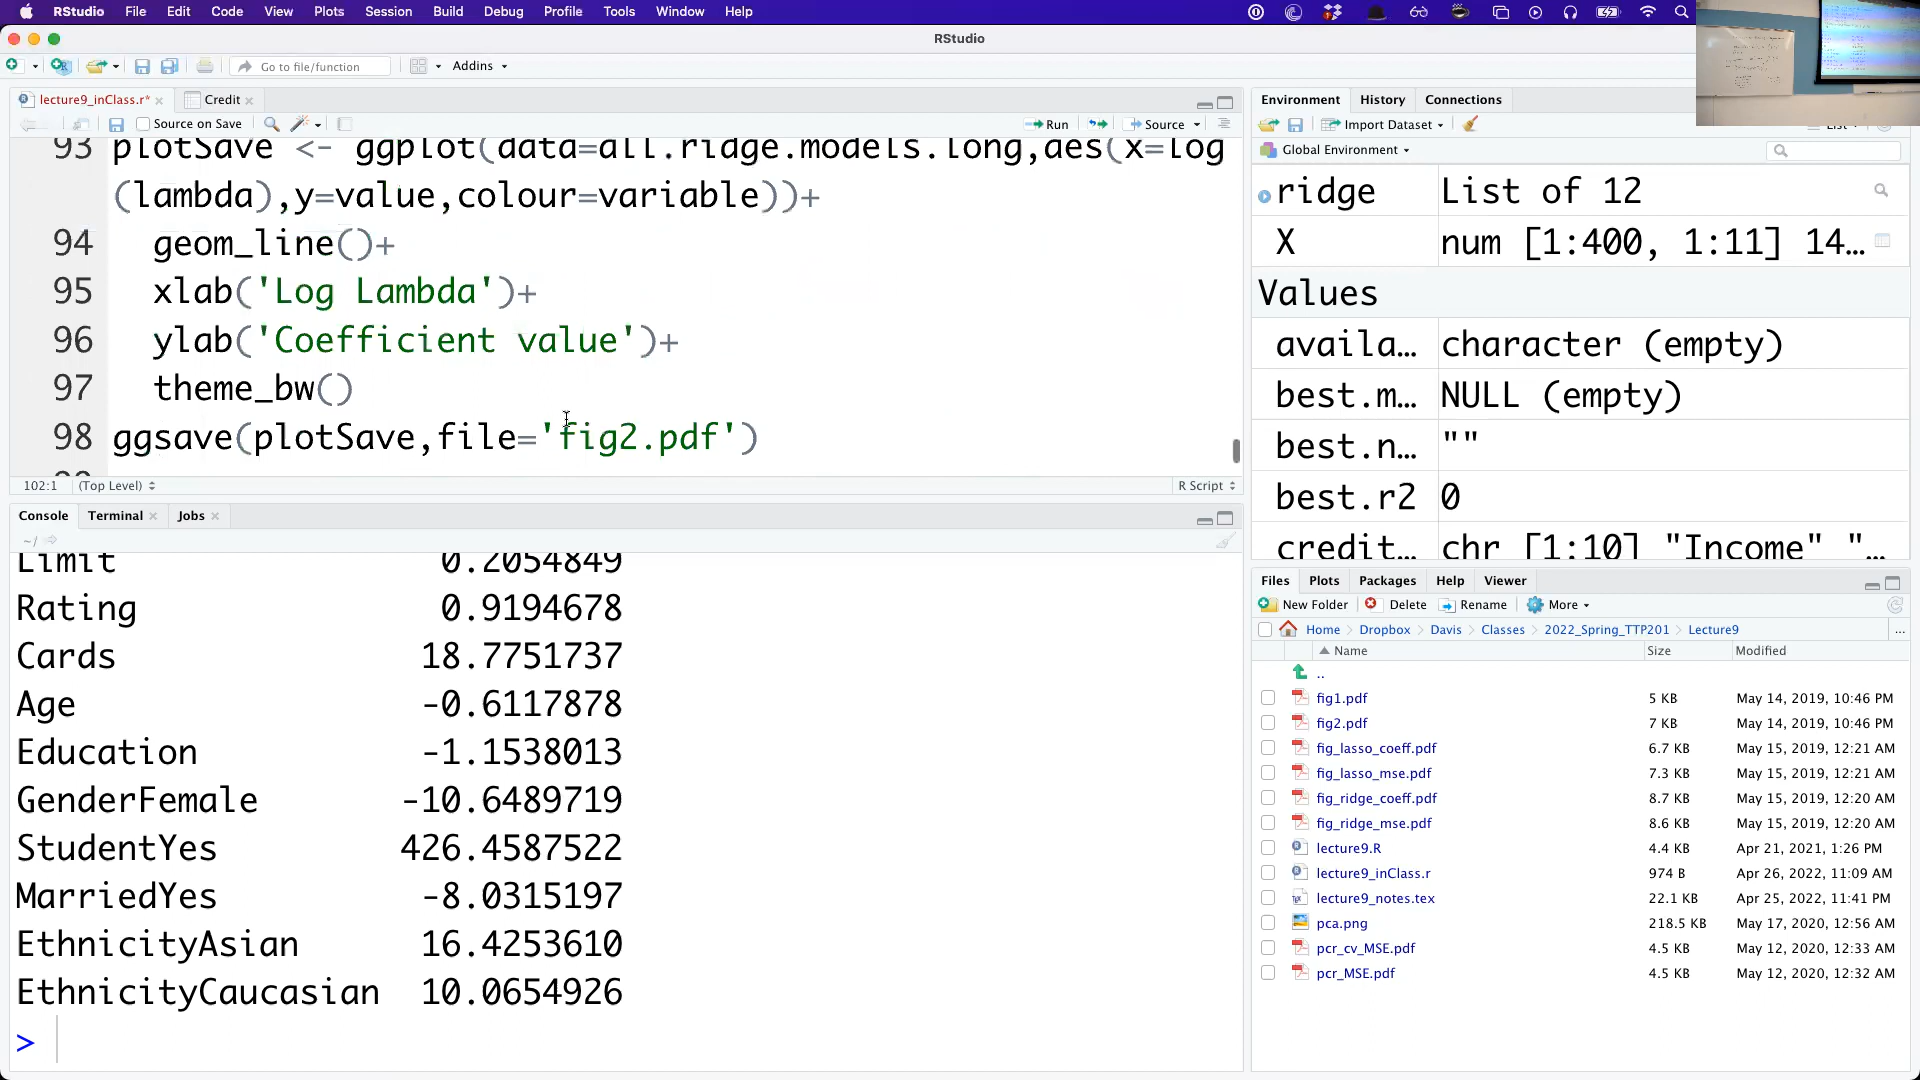 RStudio File Edit Code View Plots Session Build Debug Profile Tools Window Help
RStudio
Go to file/function Addins
lecture9_inClass.r* Credit
Source on Save Run Source
93 plotSave <- ggplot(data=all.ridge.models.long,aes(x=log
(lambda),y=value,colour=variable))+
94 geom_line()+
95 xlab('Log Lambda')+
96 ylab('Coefficient value')+
97 theme_bw()
98 ggsave(plotSave,file='fig2.pdf')
102:1 (Top Level) R Script
Console Terminal Jobs
~/
Limit 0.2054849
Rating 0.9194678
Cards 18.7751737
Age -0.6117878
Education -1.1538013
GenderFemale -10.6489719
StudentYes 426.4587522
MarriedYes -8.0315197
EthnicityAsian 16.4253610
EthnicityCaucasian 10.0654926
>
Environment History Connections
Import Dataset
Global Environment
ridge List of 12
X num [1:400, 1:11] 14…
Values
availa… character (empty)
best.m… NULL (empty)
best.n… ""
best.r2 0
credit… chr [1:10] "Income" "…
Files Plots Packages Help Viewer
New Folder Delete Rename More
Home Dropbox Davis Classes 2022_Spring_TTP201 Lecture9 ...
Name Size Modified
..
fig1.pdf 5 KB May 14, 2019, 10:46 PM
fig2.pdf 7 KB May 14, 2019, 10:46 PM
fig_lasso_coeff.pdf 6.7 KB May 15, 2019, 12:21 AM
fig_lasso_mse.pdf 7.3 KB May 15, 2019, 12:21 AM
fig_ridge_coeff.pdf 8.7 KB May 15, 2019, 12:20 AM
fig_ridge_mse.pdf 8.6 KB May 15, 2019, 12:20 AM
lecture9.R 4.4 KB Apr 21, 2021, 1:26 PM
lecture9_inClass.r 974 B Apr 26, 2022, 11:09 AM
lecture9_notes.tex 22.1 KB Apr 25, 2022, 11:41 PM
pca.png 218.5 KB May 17, 2020, 12:56 AM
pcr_cv_MSE.pdf 4.5 KB May 12, 2020, 12:33 AM
pcr_MSE.pdf 4.5 KB May 12, 2020, 12:32 AM